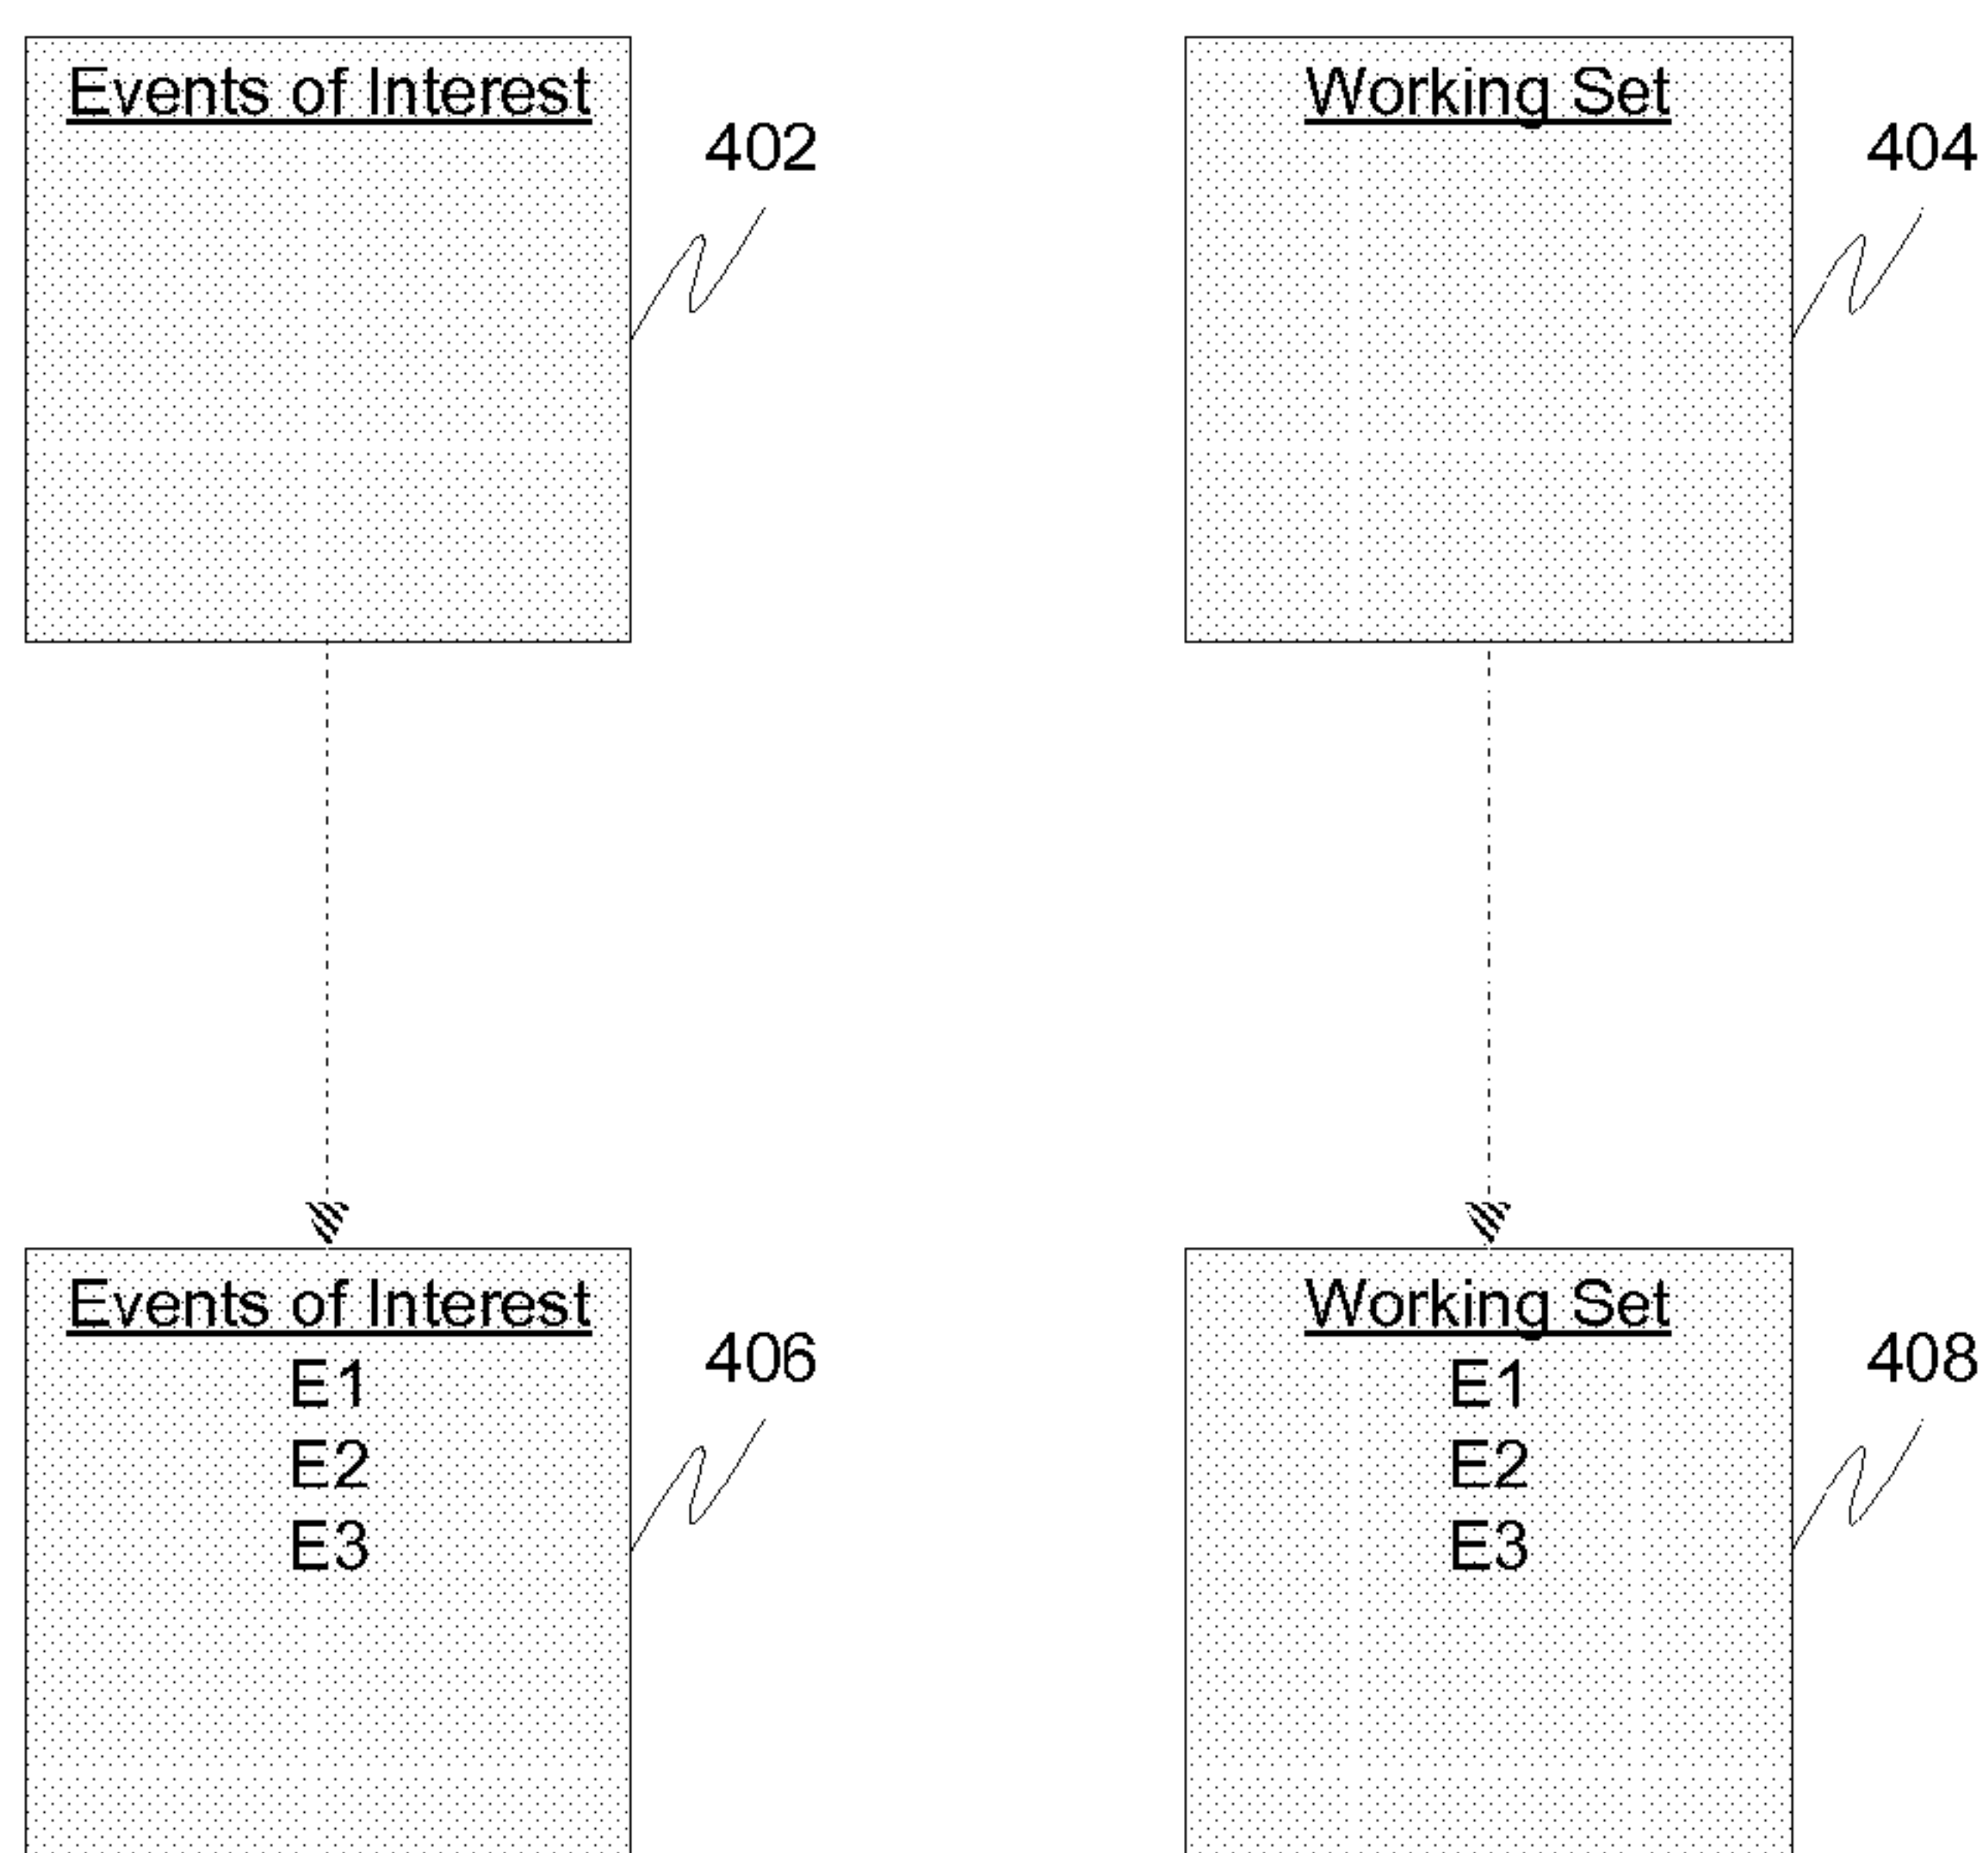 Events of Interest
402
Working Set
404
Events of Interest
E1
E2
E3
406
Working Set
E1
E2
E3
408